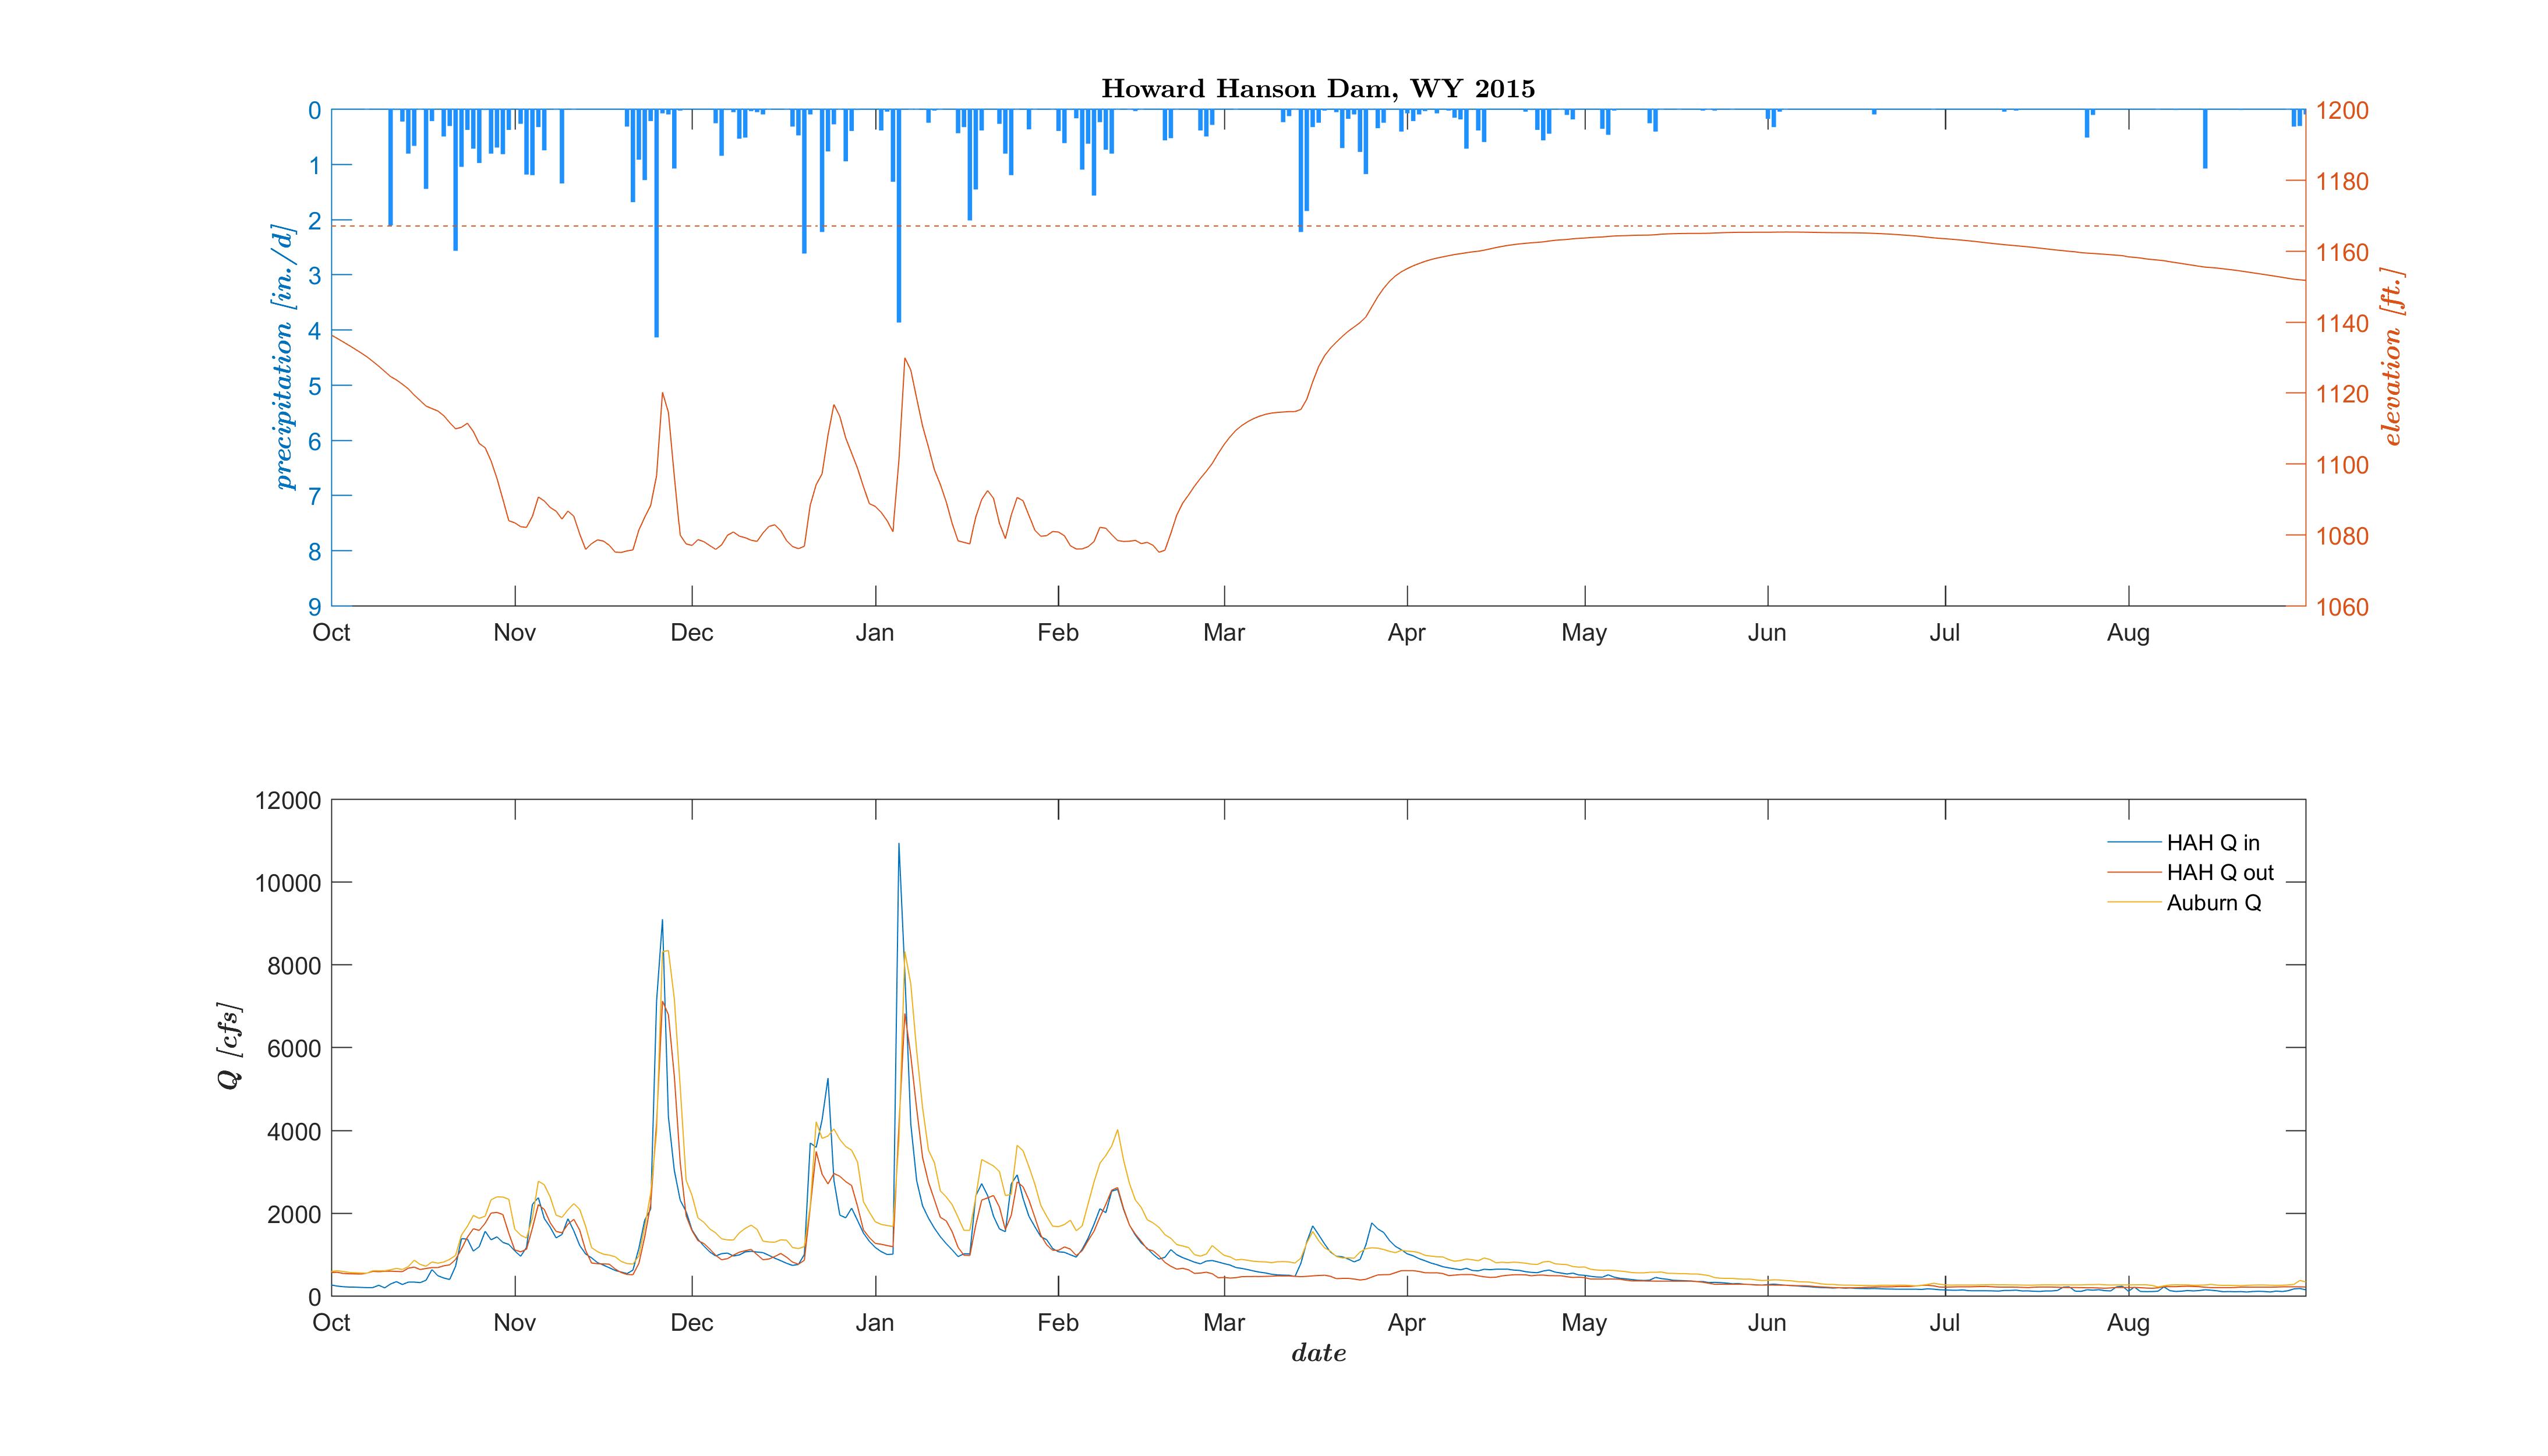 Howard Hanson Dam, WY 2015
precipitation [in./d]
0
1
2
3
4
5
6
7
8
9
1200
1180
1160
1140
1120
1100
1080
1060
elevation [ft.]
Oct Nov Dec Jan Feb Mar Apr May Jun Jul Aug
Q [cfs]
12000
10000
8000
6000
4000
2000
0
HAH Q in
HAH Q out
Auburn Q
Oct Nov Dec Jan Feb Mar Apr May Jun Jul Aug
date